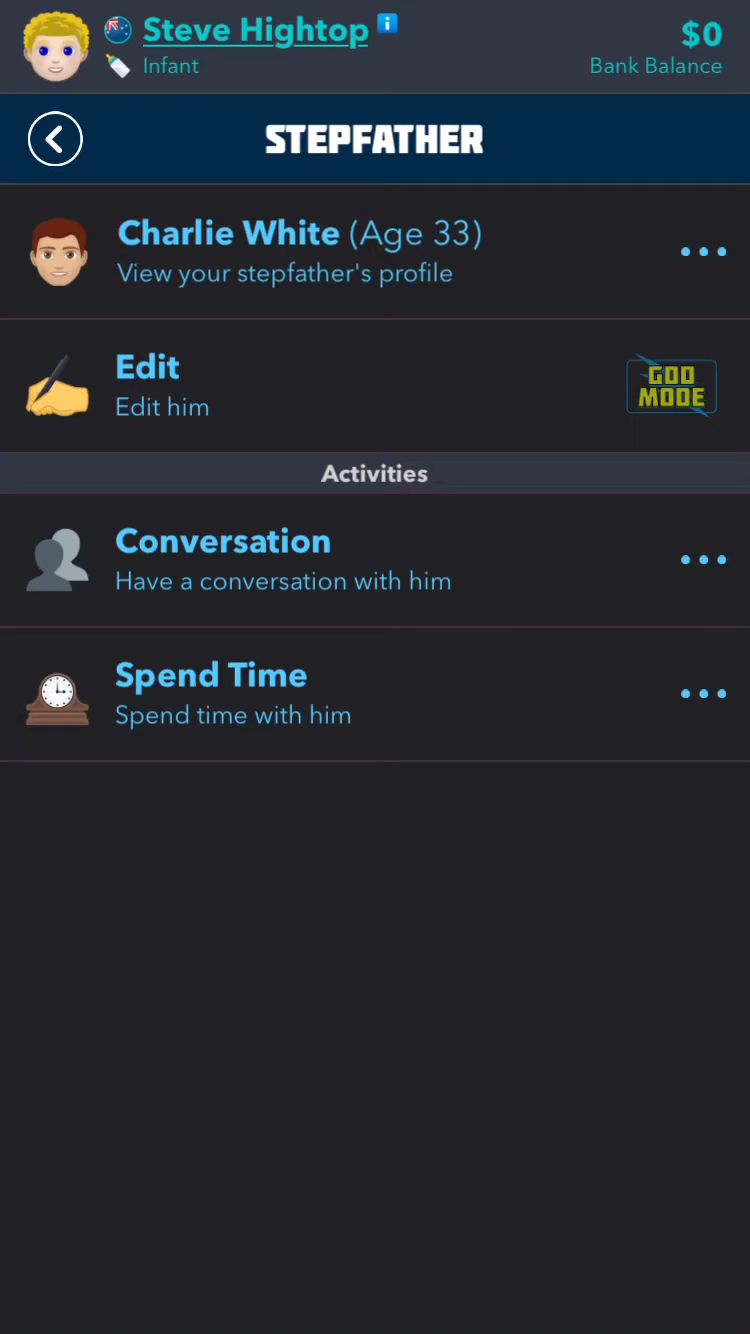 Steve Hightop
$0
Infant
Bank Balance
STEPFATHER
Charlie White (Age 33)
View your stepfather's profile
Edit
Edit him
GOD
MODE
Activities
Conversation
Have a conversation with him
Spend Time
Spend time with him